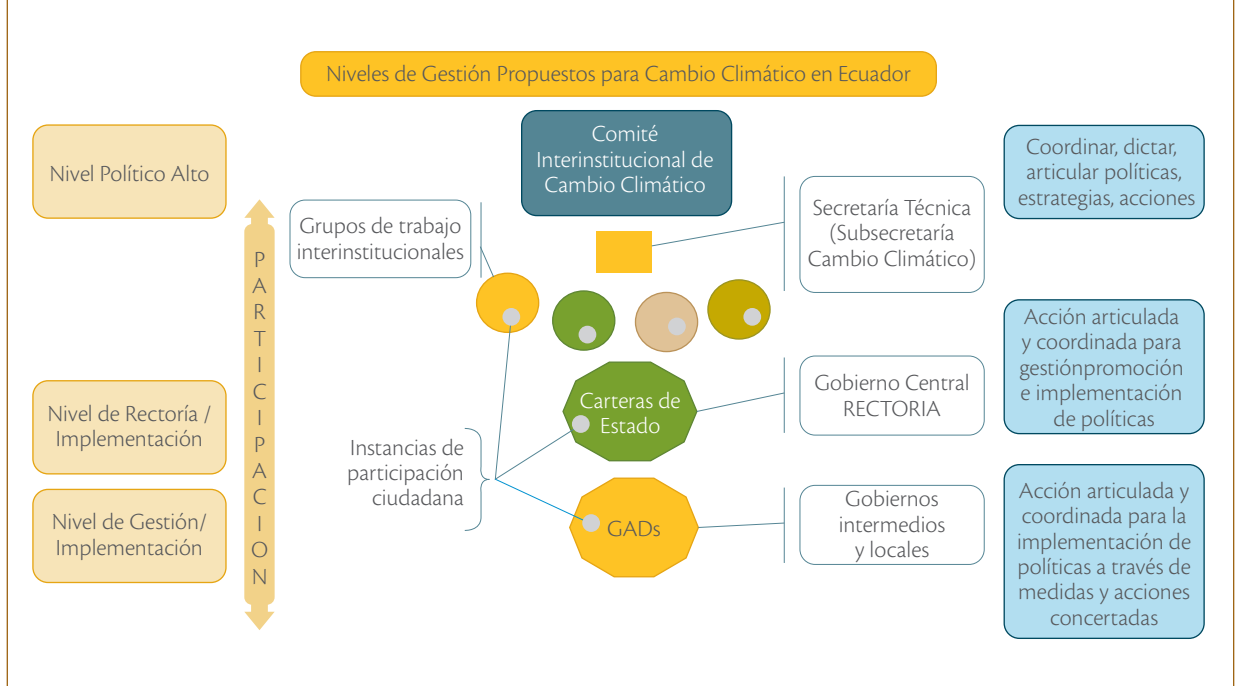 Niveles de Gestión Propuestos para Cambio Climático en Ecuador
Nivel Político Alto
Comité
Interinstitucional de
Cambio Climático
Coordinar, dictar,
articular políticas,
estrategias, acciones
Grupos de trabajo
interinstitucionales
Secretaría Técnica
(Subsecretaría
Cambio Climático)
PARTICIPACION
Nivel de Rectoría /
Implementación
Carteras de
Estado
Gobierno Central
RECTORIA
Acción articulada
y coordinada para
gestiónpromoción
e implementación
de políticas
Instancias de
participación
ciudadana
Nivel de Gestión/
Implementación
GADs
Gobiernos
intermedios
y locales
Acción articulada y
coordinada para la
implementación de
políticas a través de
medidas y acciones
concertadas